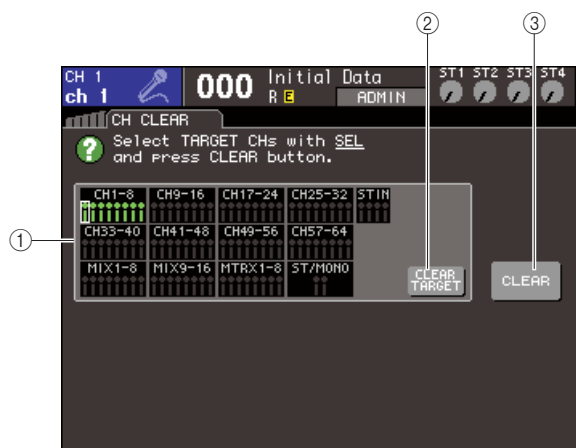 ② ③
CH 1 000 Initial Data ST1 ST2 ST3 ST4
ch 1 R E ADMIN
CH CLEAR
? Select TARGET CHs with SEL
and press CLEAR button.
CH1-8 CH9-16 CH17-24 CH25-32 STIN
①
CH33-40 CH41-48 CH49-56 CH57-64
MIX1-8 MIX9-16 MTRX1-8 ST/MONO
CLEAR
TARGET
CLEAR